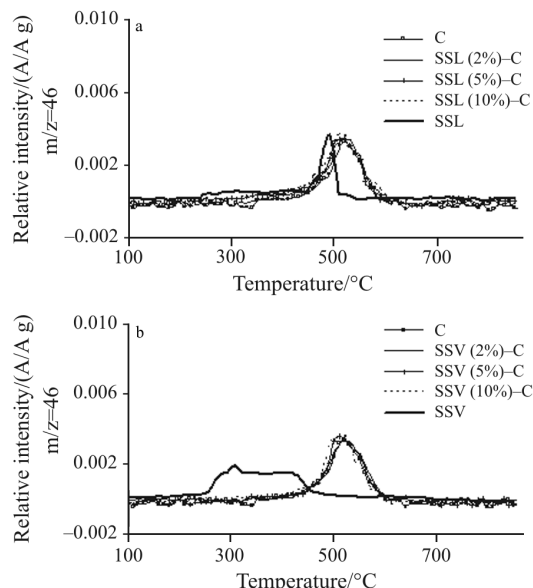 a
0.010
0.006
0.002
−0.002
Relative intensity/(A/A g)
m/z=46
C
SSL (2%)–C
SSL (5%)–C
SSL (10%)–C
SSL
100
300
500
700
Temperature/°C
b
0.010
0.006
0.002
−0.002
Relative intensity/(A/A g)
m/z=46
C
SSV (2%)–C
SSV (5%)–C
SSV (10%)–C
SSV
100
300
500
700
Temperature/°C